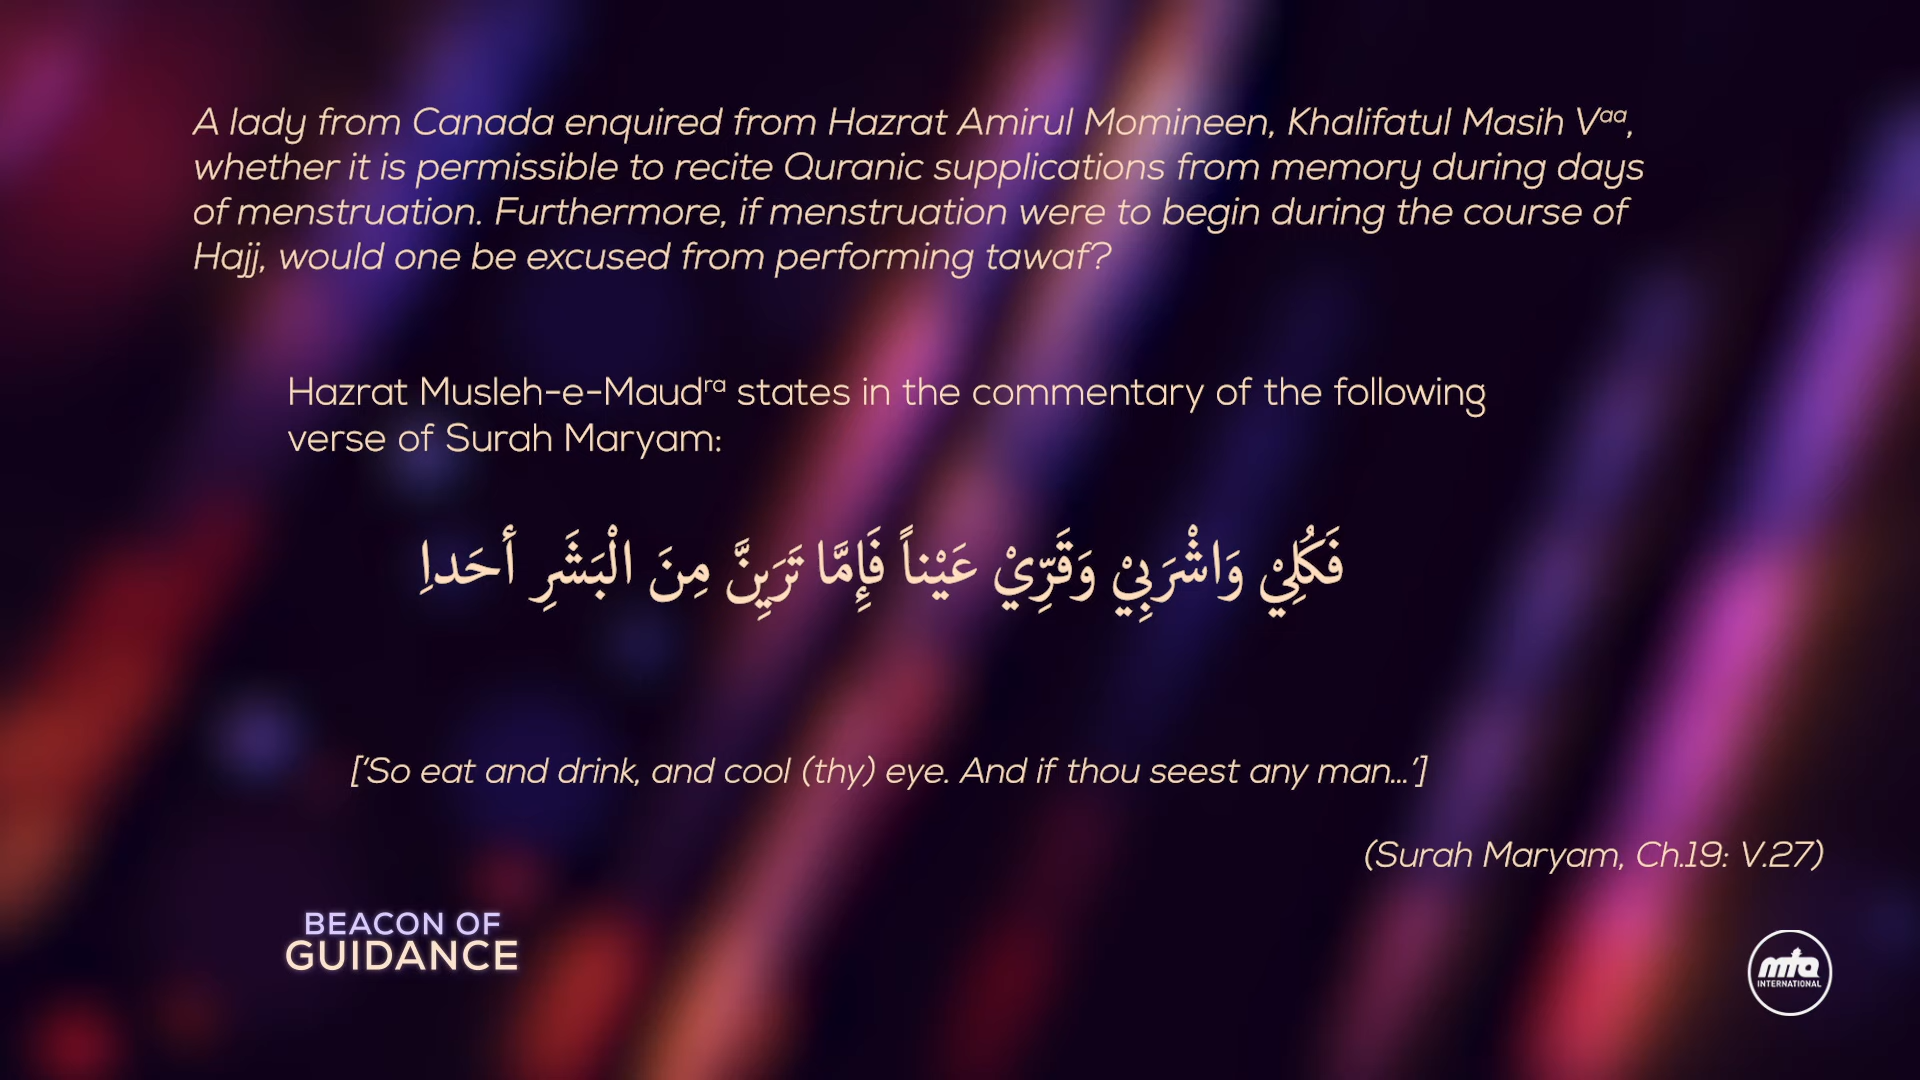 A lady from Canada enquired from Hazrat Amirul Momineen, Khalifatul Masih Vᵃᵃ,
whether it is permissible to recite Quranic supplications from memory during days
of menstruation. Furthermore, if menstruation were to begin during the course of
Hajj, would one be excused from performing tawaf?
Hazrat Musleh-e-Maudʳᵃ states in the commentary of the following
verse of Surah Maryam:
فَكُلِيْ وَاشْرَبِيْ وَقَرِّيْ عَيْناً فَإِمَّا تَرَيِنَّ مِنَ الْبَشَرِ أَحَداِ
['So eat and drink, and cool (thy) eye. And if thou seest any man...']
(Surah Maryam, Ch.19: V.27)
BEACON OF
GUIDANCE
mta
INTERNATIONAL